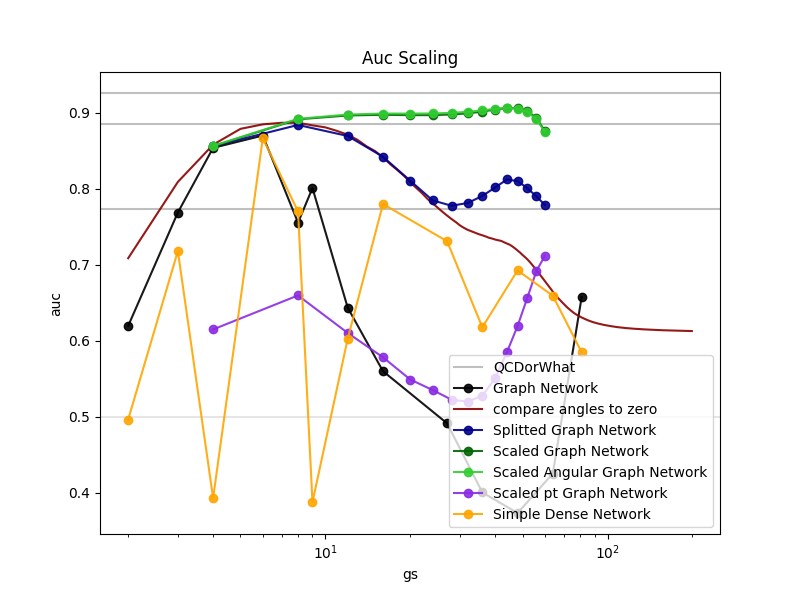 Auc Scaling
auc
0.9
0.8
0.7
0.6
0.5
0.4
QCDorWhat
Graph Network
compare angles to zero
Splitted Graph Network
Scaled Graph Network
Scaled Angular Graph Network
Scaled pt Graph Network
Simple Dense Network
10¹
10²
gs